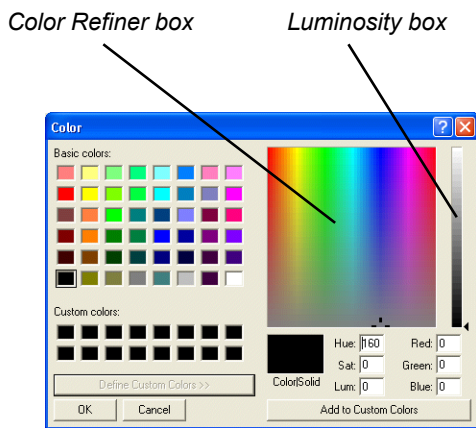 Color Refiner box Luminosity box
Color
Basic colors:
Custom colors:
Define Custom Colors >>
OK Cancel
Color|Solid
Hue: 160 Red: 0
Sat: 0 Green: 0
Lum: 0 Blue: 0
Add to Custom Colors